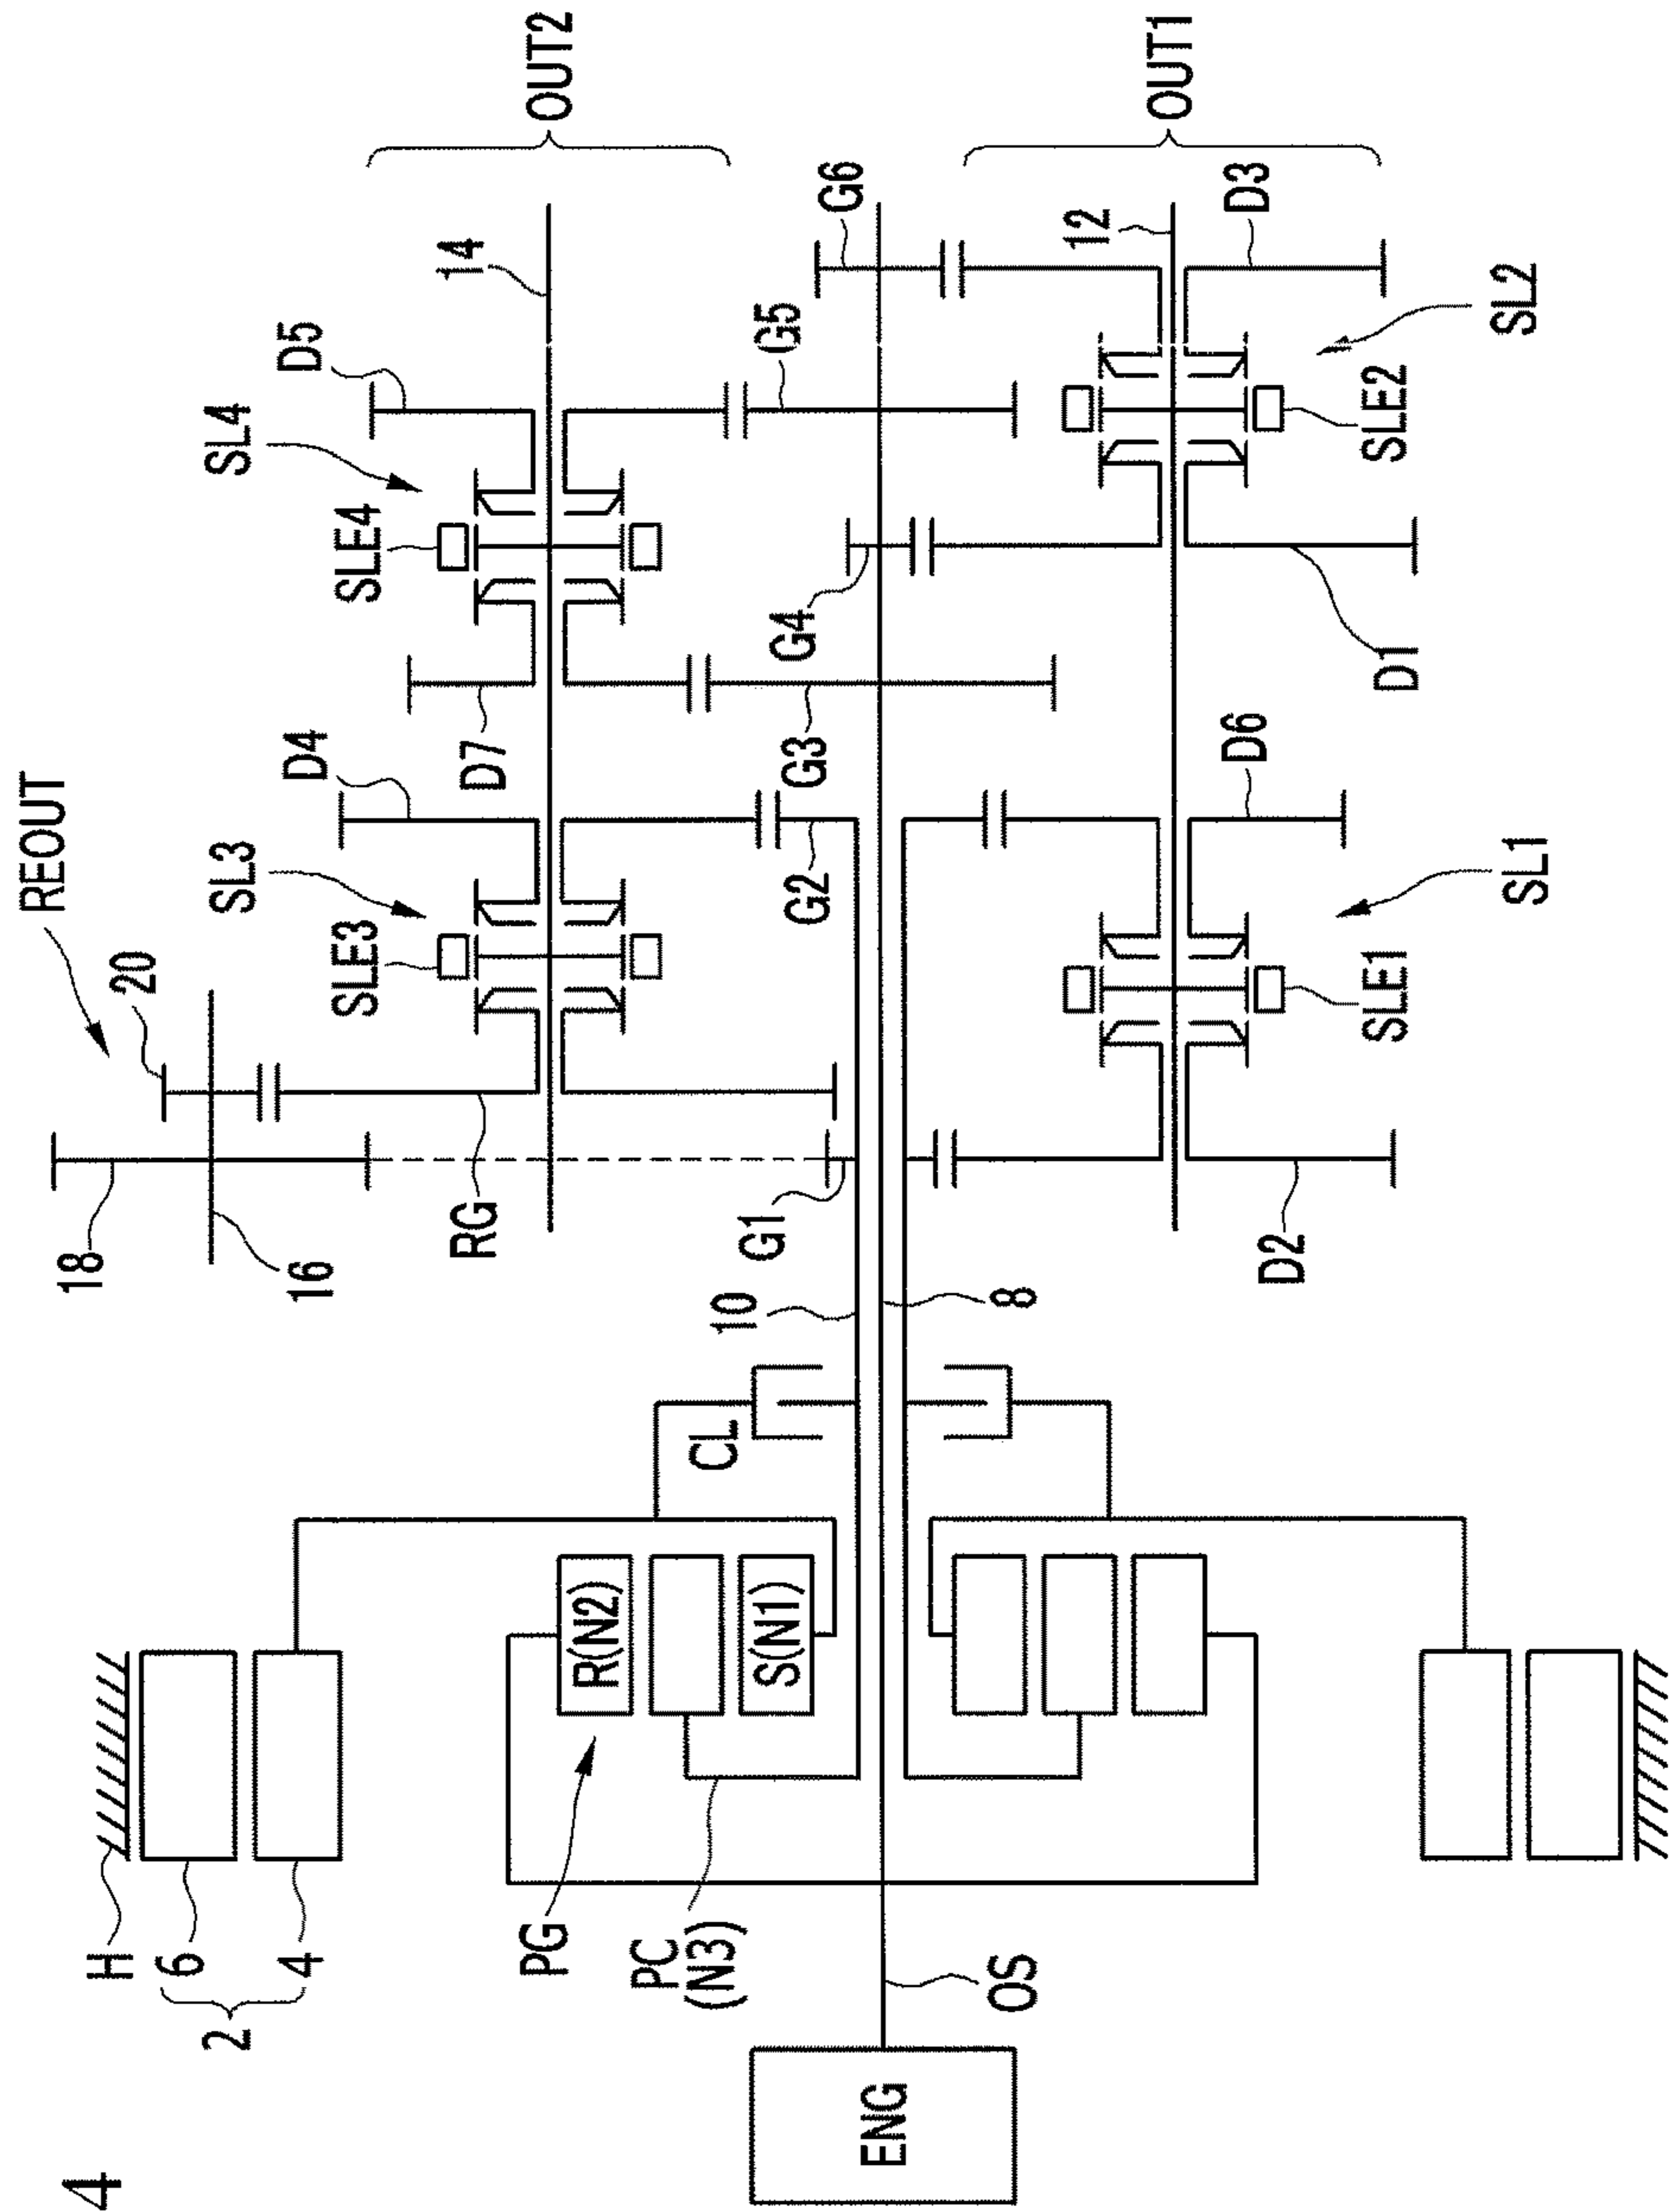 4
ENG
OS
H
6
4
2
PG
PC
(N3)
R(N2)
S(N1)
CL
10
8
18
16
20
REOUT
RG
G1
D2
SL3
SLE3
D4
G2
SLE1
SL1
D6
D7
G3
G4
D1
SL4
SLE4
D5
G5
SLE2
SL2
14
G6
12
D3
OUT2
OUT1